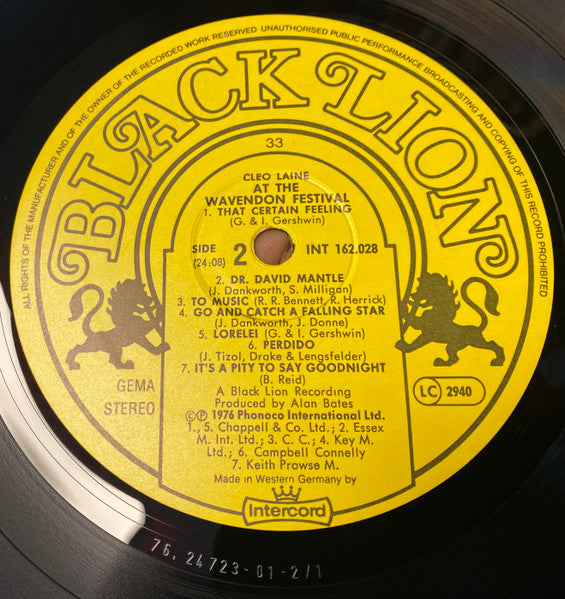 ALL RIGHTS OF THE MANUFACTURER AND OF THE OWNER OF THE RECORDED WORK RESERVED UNAUTHORISED PUBLIC PERFORMANCE BROADCASTING AND COPYING OF THIS RECORD PROHIBITED
BLACK LION
33
CLEO LAINE
AT THE
WAVENDON FESTIVAL
1. THAT CERTAIN FEELING
(G. & I. Gershwin)
SIDE 2 INT 162.028
(24:08)
2. DR. DAVID MANTLE
(J. Dankworth, S. Milligan)
3. TO MUSIC (R. R. Bennett, R. Herrick)
4. GO AND CATCH A FALLING STAR
(J. Dankworth, J. Donne)
5. LORELEI (G. & I. Gershwin)
6. PERDIDO
(J. Tizol, Drake & Lengsfelder)
7. IT'S A PITY TO SAY GOODNIGHT
(B. Reid)
GEMA
STEREO
LC 2940
A Black Lion Recording
Produced by Alan Bates
©℗ 1976 Phonoco International Ltd.
1., 5. Chappell & Co. Ltd.; 2. Essex
M. Int. Ltd.; 3. C. C.; 4. Key M.
Ltd.; 6. Campbell Connelly
7. Keith Prowse M.
Made in Western Germany by
Intercord
76.24723-01-2/1